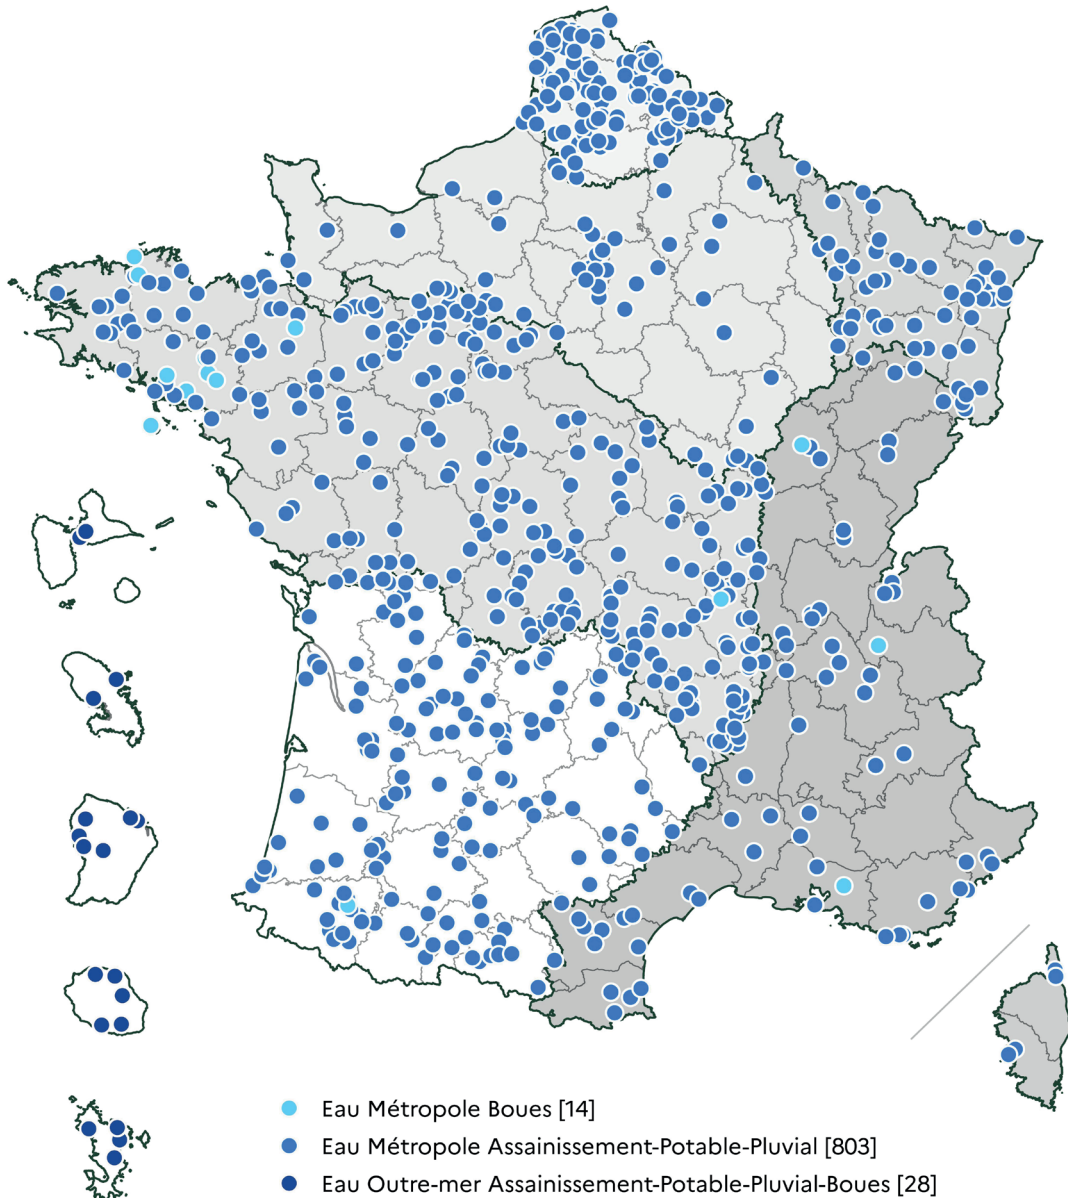 Eau Métropole Boues [14]
Eau Métropole Assainissement-Potable-Pluvial [803]
Eau Outre-mer Assainissement-Potable-Pluvial-Boues [28]